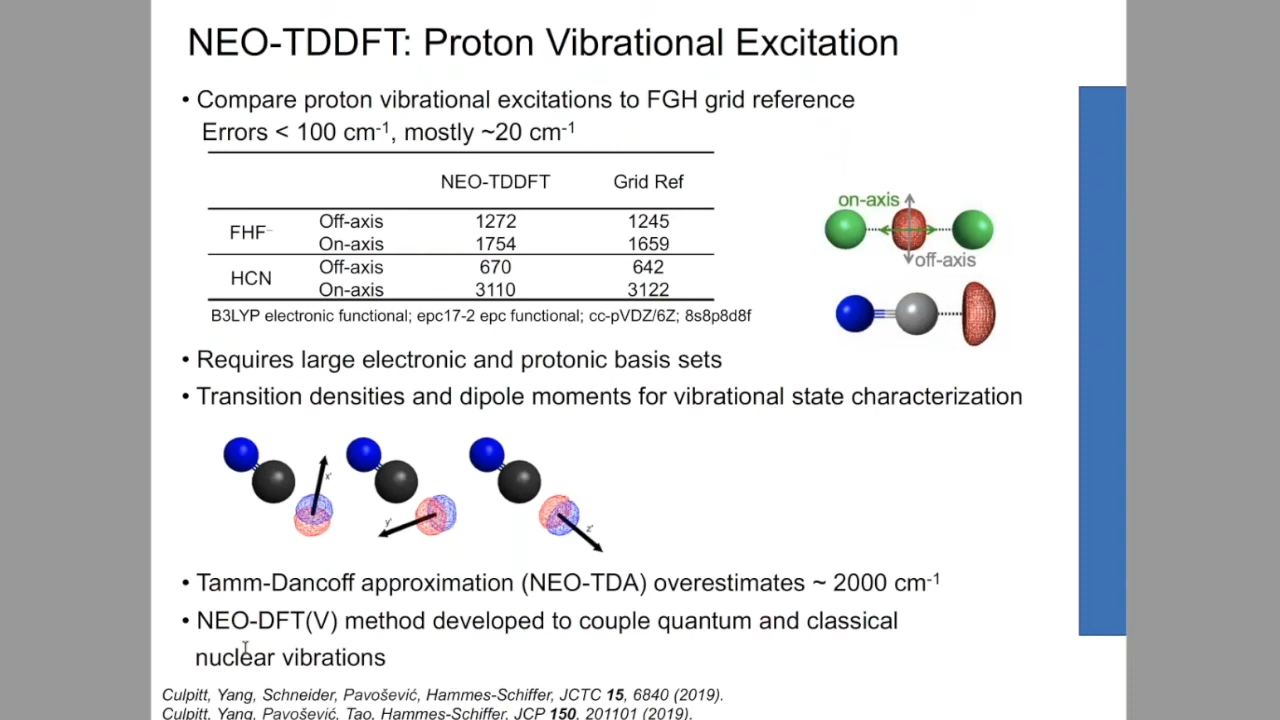 NEO-TDDFT: Proton Vibrational Excitation
• Compare proton vibrational excitations to FGH grid reference
Errors < 100 cm-1, mostly ~20 cm-1
NEO-TDDFT Grid Ref
FHF– Off-axis 1272 1245
On-axis 1754 1659
HCN Off-axis 670 642
On-axis 3110 3122
B3LYP electronic functional; epc17-2 epc functional; cc-pVDZ/6Z; 8s8p8d8f
on-axis
off-axis
• Requires large electronic and protonic basis sets
• Transition densities and dipole moments for vibrational state characterization
x' y' z'
• Tamm-Dancoff approximation (NEO-TDA) overestimates ~ 2000 cm-1
• NEO-DFT(V) method developed to couple quantum and classical
nuclear vibrations
Culpitt, Yang, Schneider, Pavošević, Hammes-Schiffer, JCTC 15, 6840 (2019).
Culpitt, Yang, Pavošević, Tao, Hammes-Schiffer, JCP 150, 201101 (2019).